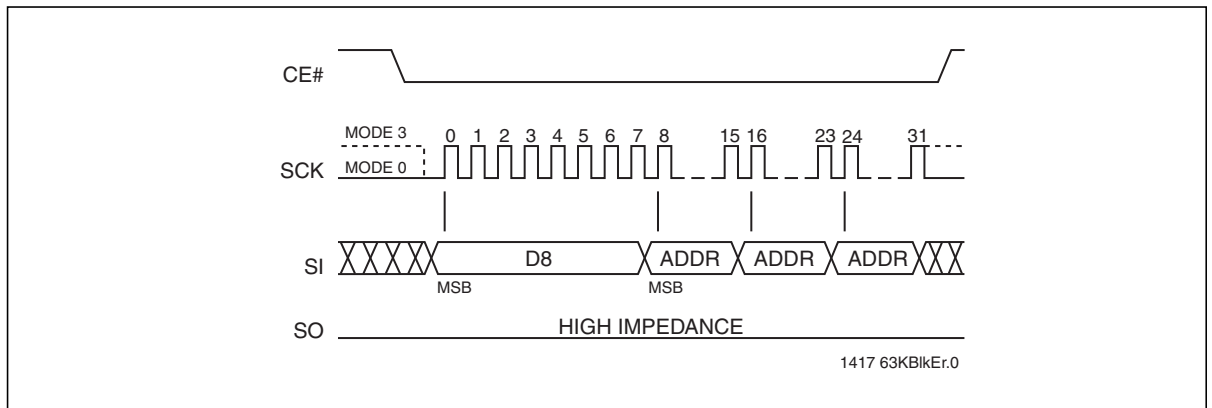 CE#
MODE 3
0 1 2 3 4 5 6 7 8 15 16 23 24 31
SCK
MODE 0
SI
D8
ADDR
ADDR
ADDR
MSB
MSB
SO
HIGH IMPEDANCE
1417 63KBlkEr.0